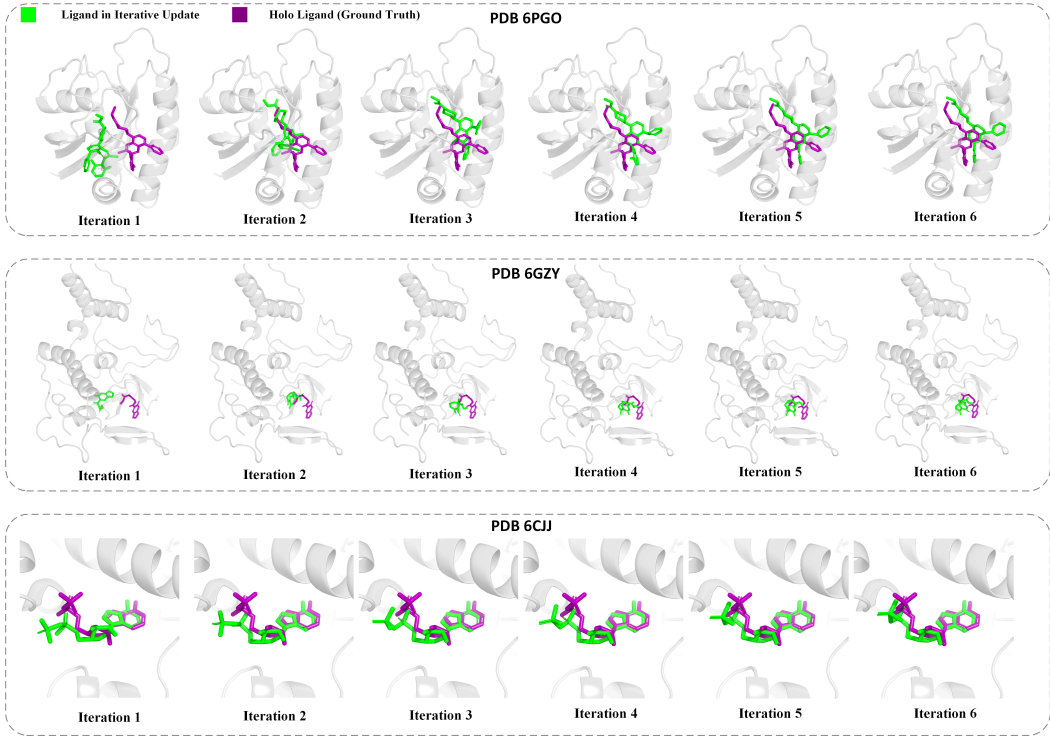 Ligand in Iterative Update Holo Ligand (Ground Truth)
PDB 6PGO
Iteration 1 Iteration 2 Iteration 3 Iteration 4 Iteration 5 Iteration 6
PDB 6GZY
Iteration 1 Iteration 2 Iteration 3 Iteration 4 Iteration 5 Iteration 6
PDB 6CJJ
Iteration 1 Iteration 2 Iteration 3 Iteration 4 Iteration 5 Iteration 6